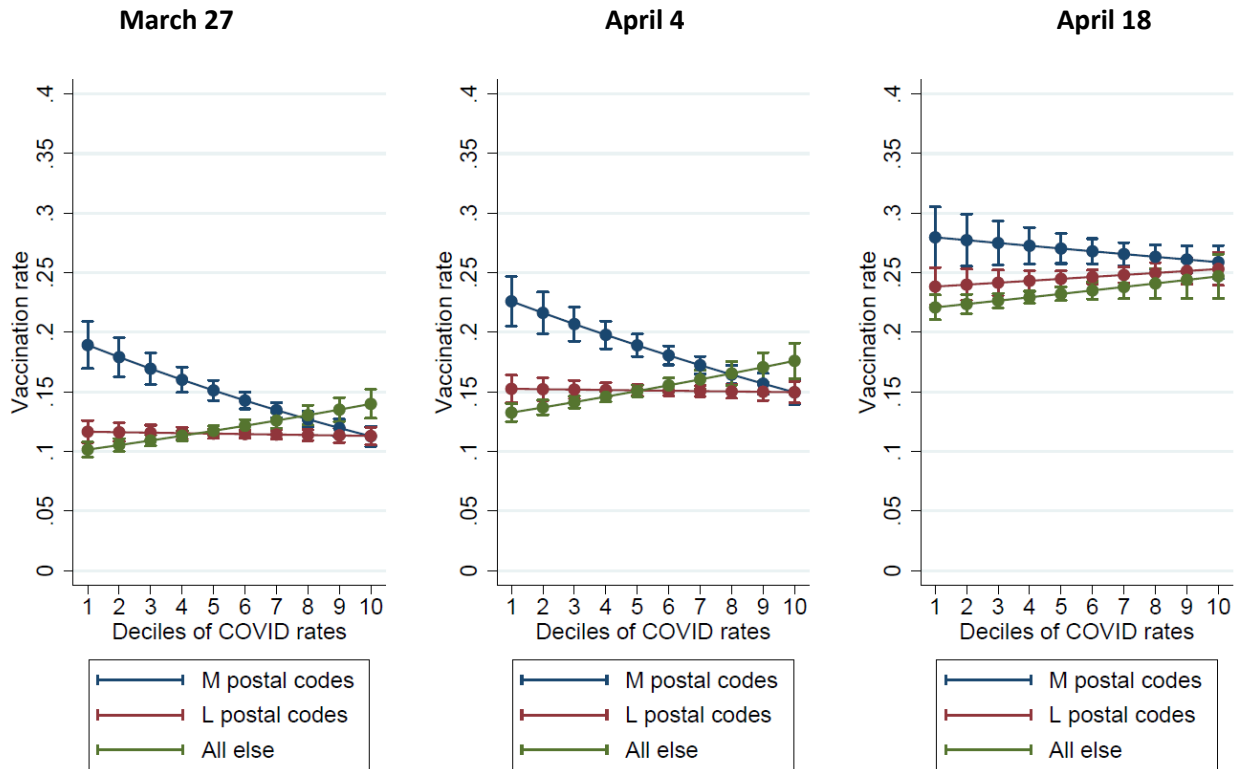 March 27
April 4
April 18
Vaccination rate
0 .05 .1 .15 .2 .25 .3 .35 .4
1 2 3 4 5 6 7 8 9 10
Deciles of COVID rates
M postal codes
L postal codes
All else
Vaccination rate
0 .05 .1 .15 .2 .25 .3 .35 .4
1 2 3 4 5 6 7 8 9 10
Deciles of COVID rates
M postal codes
L postal codes
All else
Vaccination rate
0 .05 .1 .15 .2 .25 .3 .35 .4
1 2 3 4 5 6 7 8 9 10
Deciles of COVID rates
M postal codes
L postal codes
All else